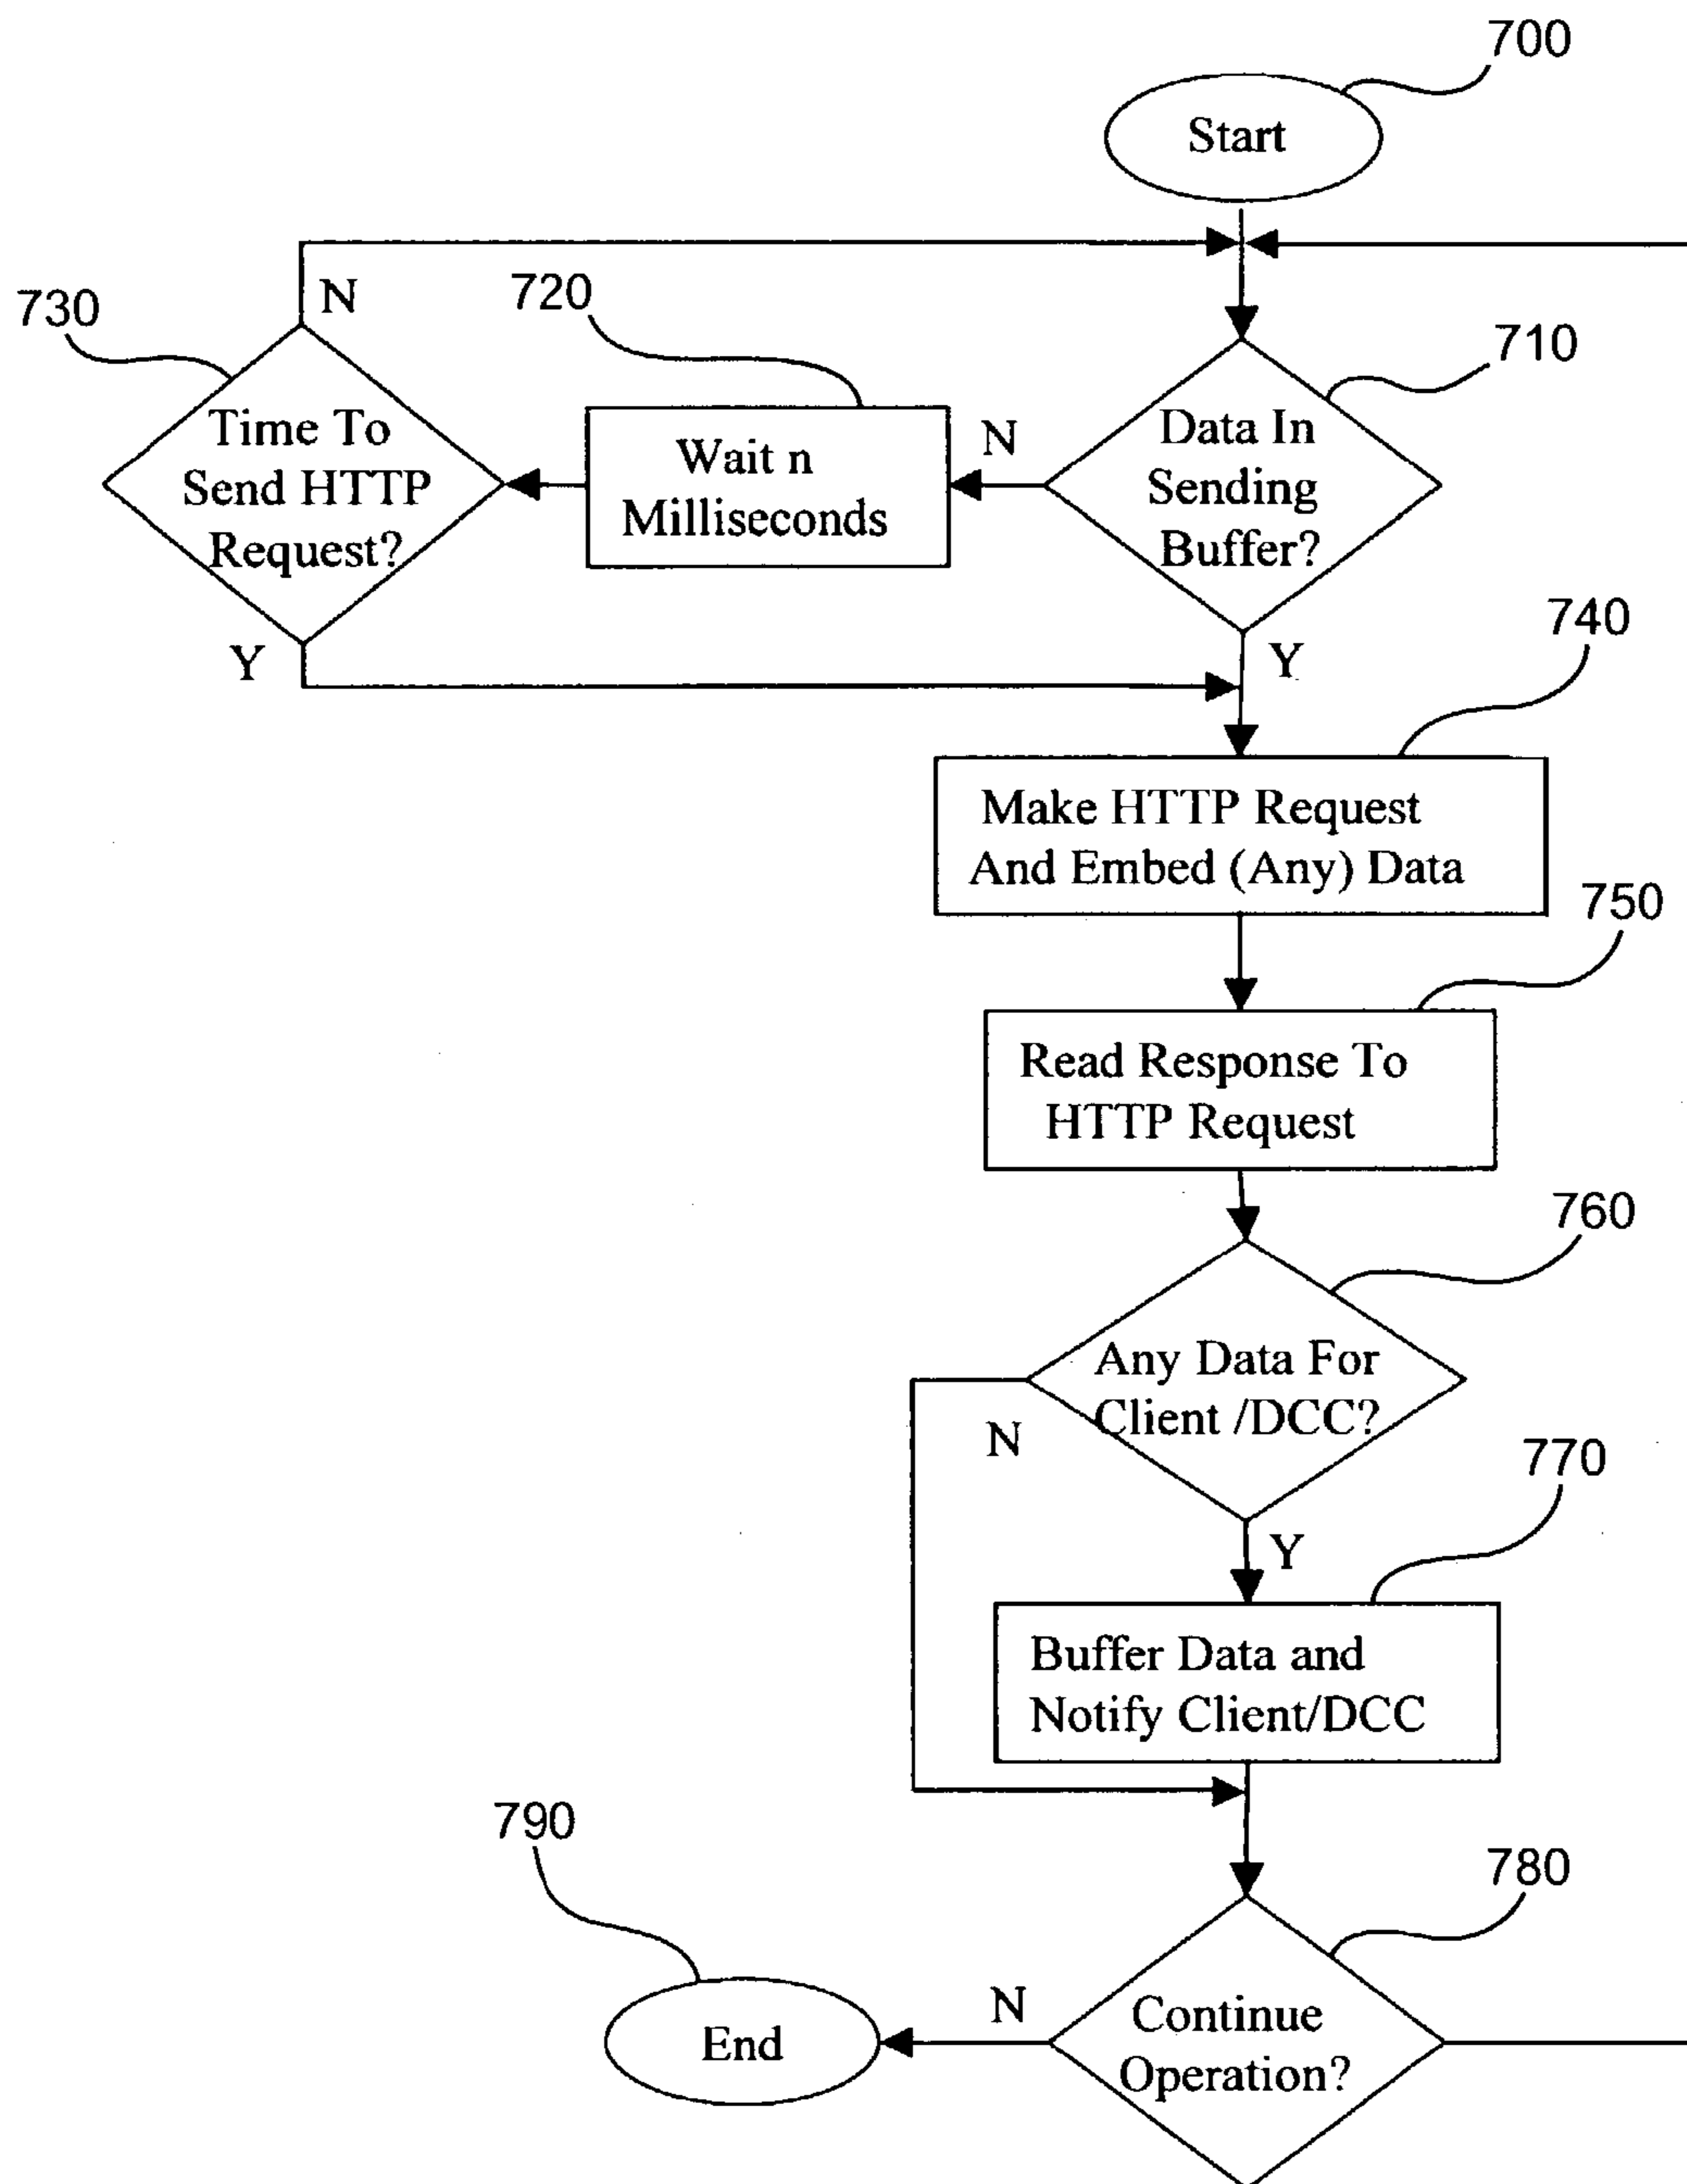 700
Start
N
730
720
710
Time To
Send HTTP
Request?
Wait n
Milliseconds
N
Data In
Sending
Buffer?
Y
Y
740
Make HTTP Request
And Embed (Any) Data
750
Read Response To
HTTP Request
760
Any Data For
Client /DCC?
N
770
Y
Buffer Data and
Notify Client/DCC
790
780
N
End
Continue
Operation?